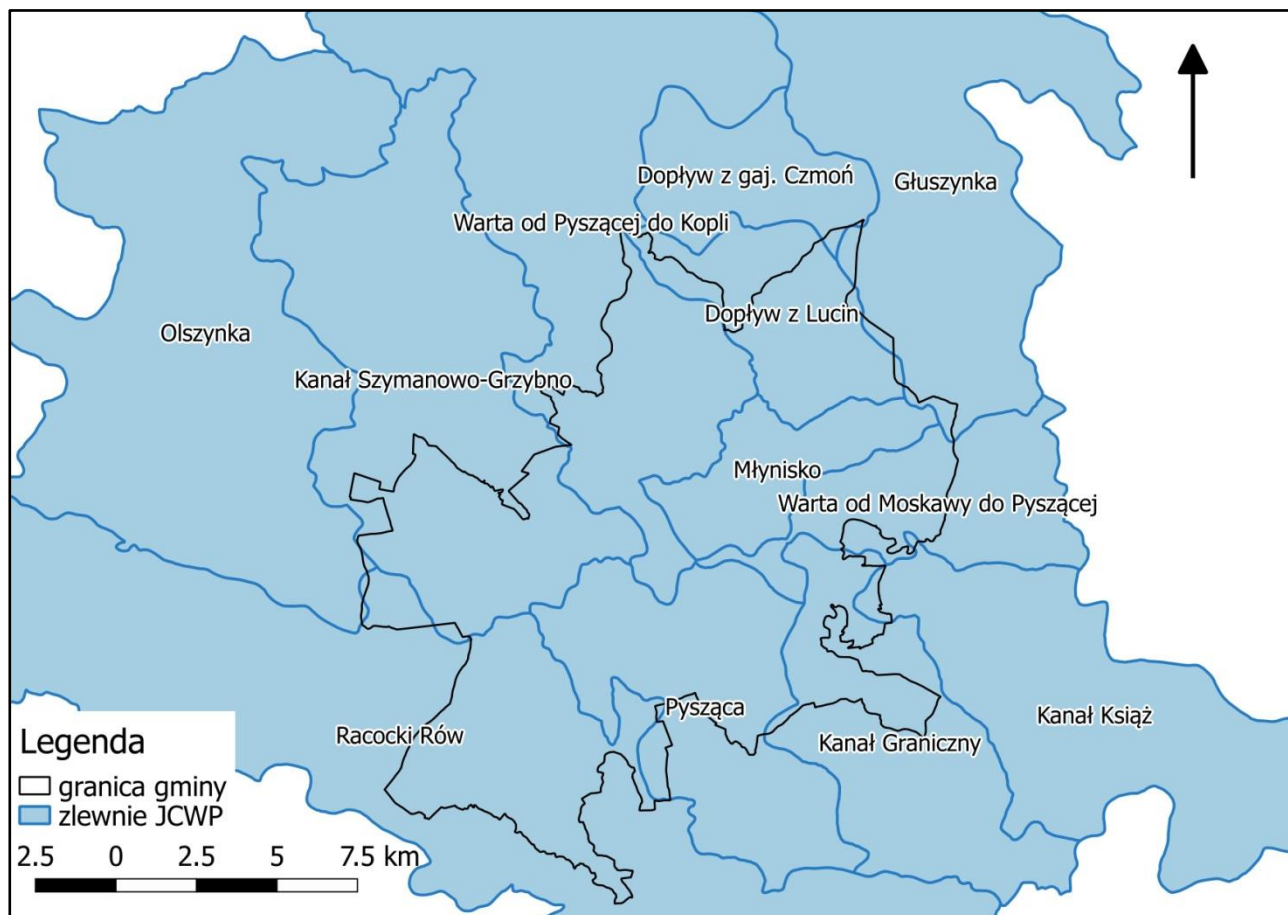 Dopływ z gaj. Czmoń
Głuszynka
Warta od Pyszącej do Kopli
Dopływ z Lucin
Olszynka
Kanał Szymanowo-Grzybno
Młynisko
Warta od Moskawy do Pyszącej
Pysząca
Kanał Książ
Racocki Rów
Kanał Graniczny
Legenda
granica gminy
zlewnie JCWP
2.5 0 2.5 5 7.5 km